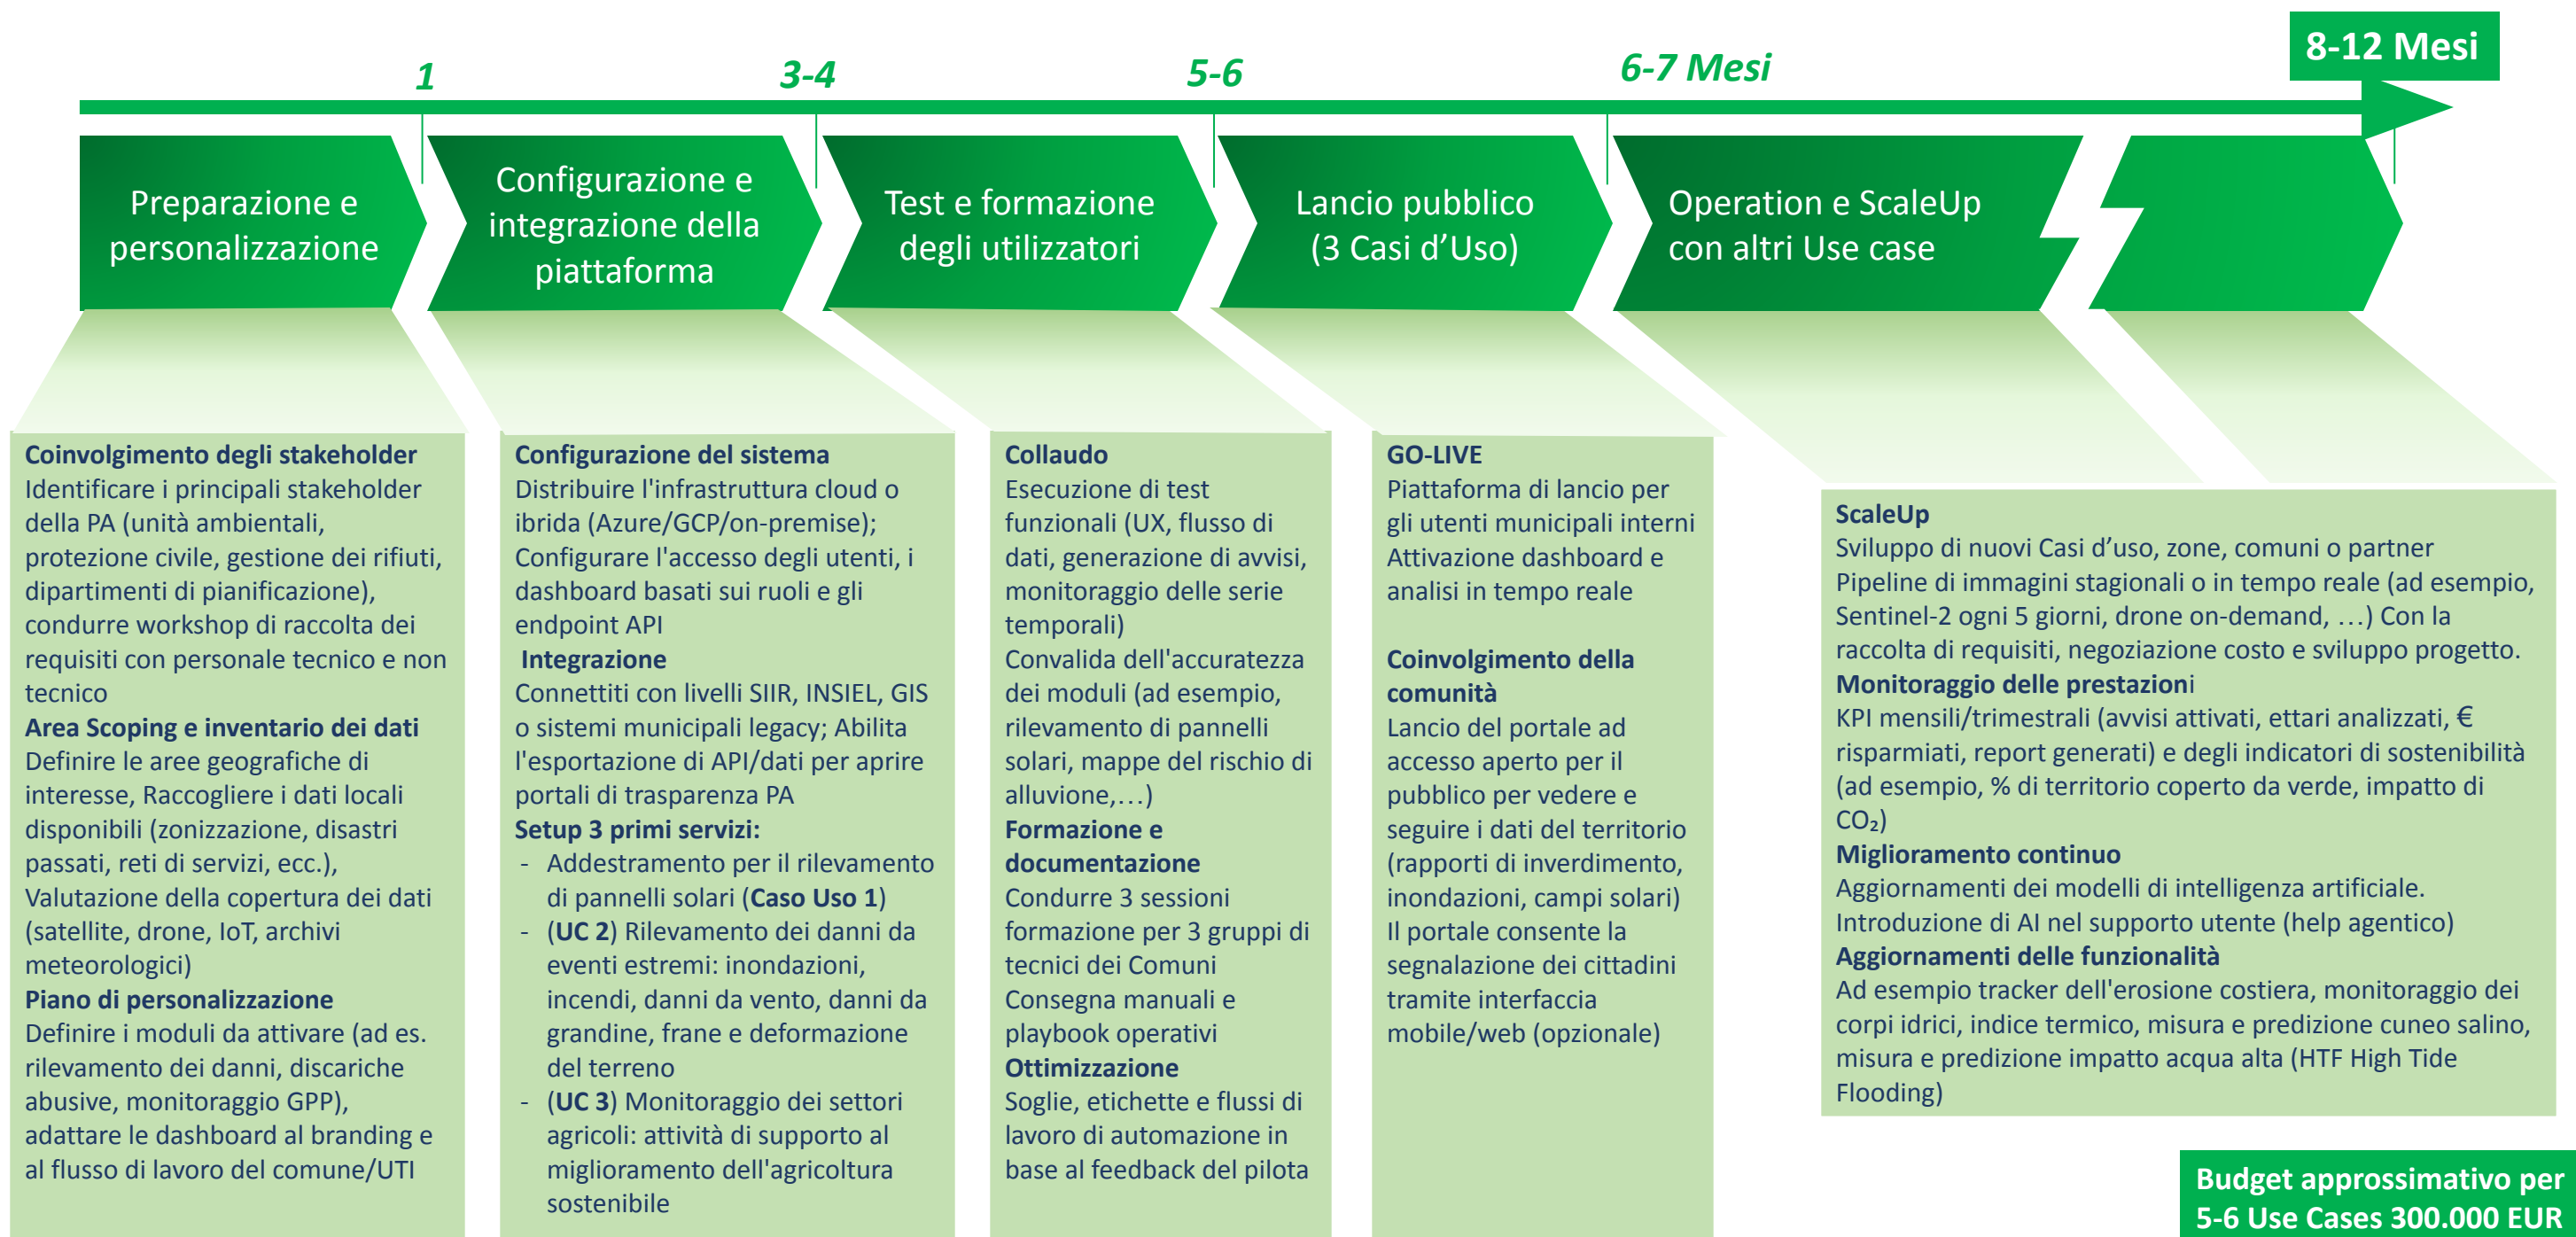 1
3-4
5-6
6-7 Mesi
8-12 Mesi
Preparazione e
personalizzazione
Configurazione e
integrazione della
piattaforma
Test e formazione
degli utilizzatori
Lancio pubblico
(3 Casi d’Uso)
Operation e ScaleUp
con altri Use case
Coinvolgimento degli stakeholder
Identificare i principali stakeholder
della PA (unità ambientali,
protezione civile, gestione dei rifiuti,
dipartimenti di pianificazione),
condurre workshop di raccolta dei
requisiti con personale tecnico e non
tecnico
Area Scoping e inventario dei dati
Definire le aree geografiche di
interesse, Raccogliere i dati locali
disponibili (zonizzazione, disastri
passati, reti di servizi, ecc.),
Valutazione della copertura dei dati
(satellite, drone, IoT, archivi
meteorologici)
Piano di personalizzazione
Definire i moduli da attivare (ad es.
rilevamento dei danni, discariche
abusive, monitoraggio GPP),
adattare le dashboard al branding e
al flusso di lavoro del comune/UTI
Configurazione del sistema
Distribuire l'infrastruttura cloud o
ibrida (Azure/GCP/on-premise);
Configurare l'accesso degli utenti, i
dashboard basati sui ruoli e gli
endpoint API
Integrazione
Connettiti con livelli SIIR, INSIEL, GIS
o sistemi municipali legacy; Abilita
l'esportazione di API/dati per aprire
portali di trasparenza PA
Setup 3 primi servizi:
- Addestramento per il rilevamento
di pannelli solari (Caso Uso 1)
- (UC 2) Rilevamento dei danni da
eventi estremi: inondazioni,
incendi, danni da vento, danni da
grandine, frane e deformazione
del terreno
- (UC 3) Monitoraggio dei settori
agricoli: attività di supporto al
miglioramento dell'agricoltura
sostenibile
Collaudo
Esecuzione di test
funzionali (UX, flusso di
dati, generazione di avvisi,
monitoraggio delle serie
temporali)
Convalida dell'accuratezza
dei moduli (ad esempio,
rilevamento di pannelli
solari, mappe del rischio di
alluvione,…)
Formazione e
documentazione
Condurre 3 sessioni
formazione per 3 gruppi di
tecnici dei Comuni
Consegna manuali e
playbook operativi
Ottimizzazione
Soglie, etichette e flussi di
lavoro di automazione in
base al feedback del pilota
GO-LIVE
Piattaforma di lancio per
gli utenti municipali interni
Attivazione dashboard e
analisi in tempo reale
Coinvolgimento della
comunità
Lancio del portale ad
accesso aperto per il
pubblico per vedere e
seguire i dati del territorio
(rapporti di inverdimento,
inondazioni, campi solari)
Il portale consente la
segnalazione dei cittadini
tramite interfaccia
mobile/web (opzionale)
ScaleUp
Sviluppo di nuovi Casi d’uso, zone, comuni o partner
Pipeline di immagini stagionali o in tempo reale (ad esempio,
Sentinel-2 ogni 5 giorni, drone on-demand, …) Con la
raccolta di requisiti, negoziazione costo e sviluppo progetto.
Monitoraggio delle prestazioni
KPI mensili/trimestrali (avvisi attivati, ettari analizzati, €
risparmiati, report generati) e degli indicatori di sostenibilità
(ad esempio, % di territorio coperto da verde, impatto di
CO₂)
Miglioramento continuo
Aggiornamenti dei modelli di intelligenza artificiale.
Introduzione di AI nel supporto utente (help agentico)
Aggiornamenti delle funzionalità
Ad esempio tracker dell'erosione costiera, monitoraggio dei
corpi idrici, indice termico, misura e predizione cuneo salino,
misura e predizione impatto acqua alta (HTF High Tide
Flooding)
Budget approssimativo per
5-6 Use Cases 300.000 EUR